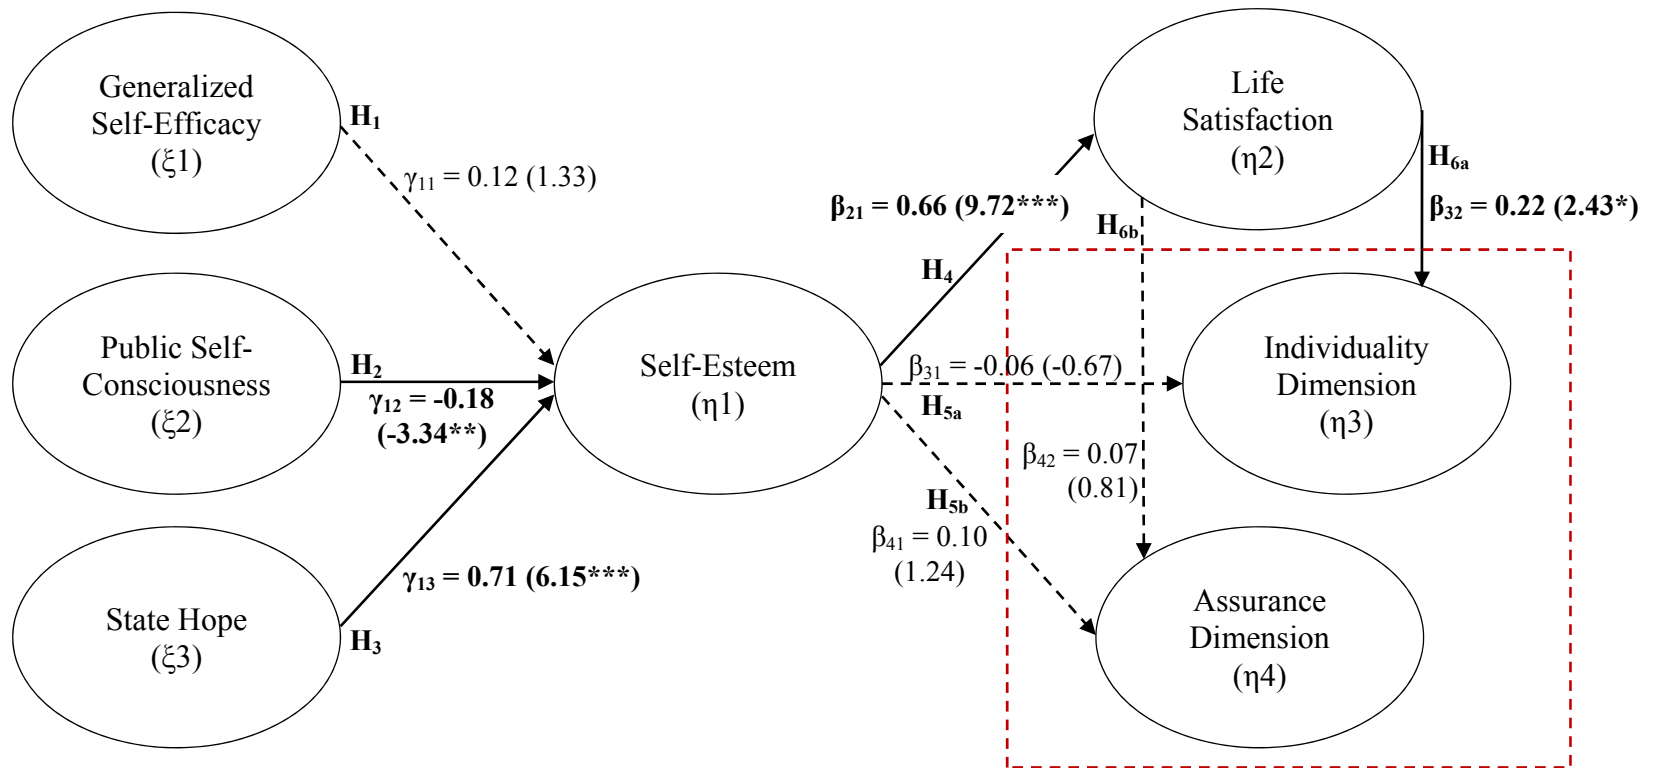 Generalized
Self-Efficacy
(ξ1)
H₁
γ₁₁ = 0.12 (1.33)
Public Self-
Consciousness
(ξ2)
H₂
γ₁₂ = -0.18
(-3.34**)
State Hope
(ξ3)
H₃
γ₁₃ = 0.71 (6.15***)
Self-Esteem
(η1)
H₄
β₂₁ = 0.66 (9.72***)
β₃₁ = -0.06 (-0.67)
H₅ₐ
H₅b
β₄₁ = 0.10
(1.24)
Life
Satisfaction
(η2)
H₆ₐ
β₃₂ = 0.22 (2.43*)
H₆b
β₄₂ = 0.07
(0.81)
Individuality
Dimension
(η3)
Assurance
Dimension
(η4)